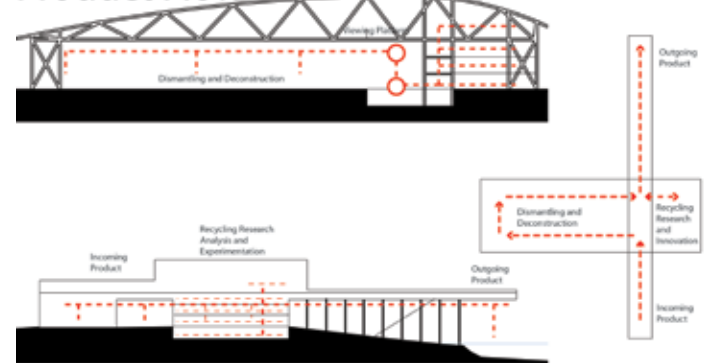 Viewing Platform
Dismantling and Deconstruction
Outgoing
Product
Dismantling and
Deconstruction
Recycling
Research
and
Innovation
Incoming
Product
Recycling Research
Analysis and
Experimentation
Incoming
Product
Outgoing
Product